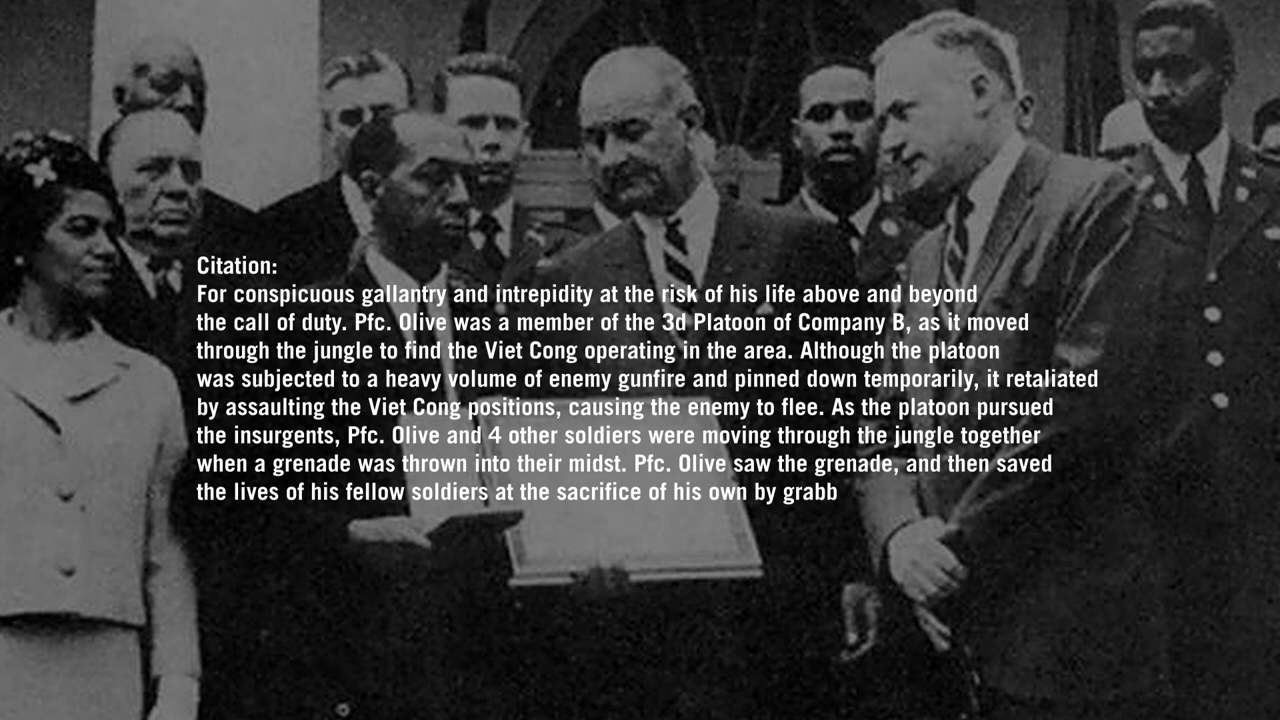 Citation:
For conspicuous gallantry and intrepidity at the risk of his life above and beyond
the call of duty. Pfc. Olive was a member of the 3d Platoon of Company B, as it moved
through the jungle to find the Viet Cong operating in the area. Although the platoon
was subjected to a heavy volume of enemy gunfire and pinned down temporarily, it retaliated
by assaulting the Viet Cong positions, causing the enemy to flee. As the platoon pursued
the insurgents, Pfc. Olive and 4 other soldiers were moving through the jungle together
when a grenade was thrown into their midst. Pfc. Olive saw the grenade, and then saved
the lives of his fellow soldiers at the sacrifice of his own by grabb